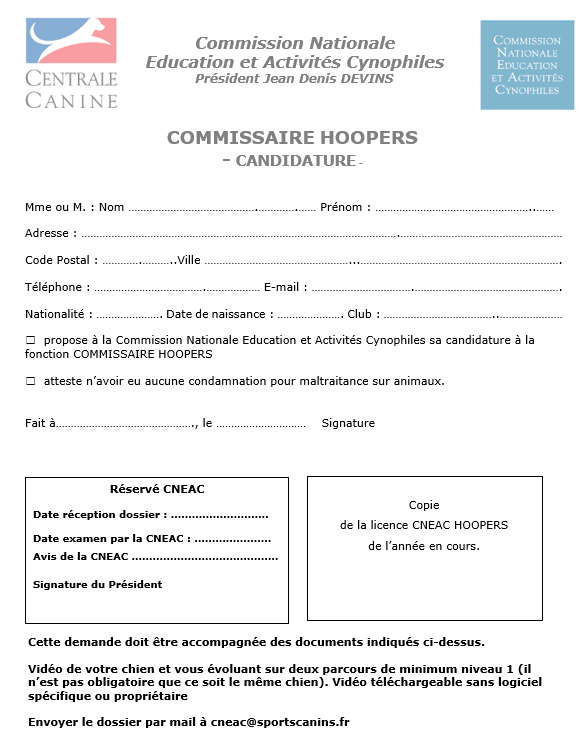 CENTRALE
CANINE
Commission Nationale
Education et Activités Cynophiles
Président Jean Denis DEVINS
COMMISSION
NATIONALE
EDUCATION
ET ACTIVITÉS
CYNOPHILES
COMMISSAIRE HOOPERS
- CANDIDATURE -
Mme ou M. : Nom ……………………………………. Prénom : ……………………………………………
Adresse : ……………………………………………………………………………………………………………
Code Postal : ……………….Ville ……………………………………………………………………………….
Téléphone : ……………………………………… E-mail : …………………………………………………….
Nationalité : ……………….. Date de naissance : ……………….. Club : ……………………………………
☐ propose à la Commission Nationale Education et Activités Cynophiles sa candidature à la
fonction COMMISSAIRE HOOPERS
☐ atteste n’avoir eu aucune condamnation pour maltraitance sur animaux.
Fait à………………………………………., le ………………………… Signature
Réservé CNEAC
Date réception dossier : ............................
Date examen par la CNEAC : ......................
Avis de la CNEAC ..........................................
Signature du Président
Copie
de la licence CNEAC HOOPERS
de l’année en cours.
Cette demande doit être accompagnée des documents indiqués ci-dessus.
Vidéo de votre chien et vous évoluant sur deux parcours de minimum niveau 1 (il
n’est pas obligatoire que ce soit le même chien). Vidéo téléchargeable sans logiciel
spécifique ou propriétaire
Envoyer le dossier par mail à cneac@sportscanins.fr